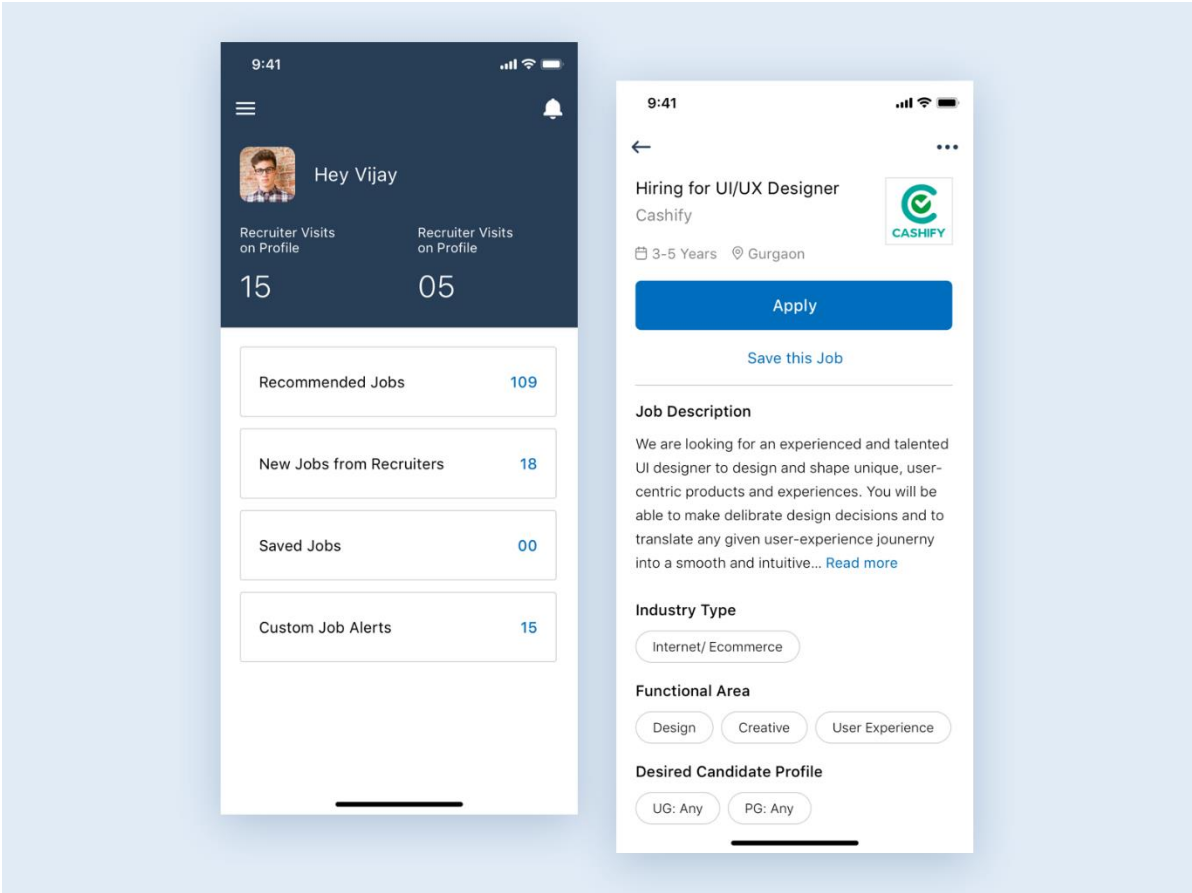 9:41
Hey Vijay
Recruiter Visits
on Profile
15
Recruiter Visits
on Profile
05
Recommended Jobs 109
New Jobs from Recruiters 18
Saved Jobs 00
Custom Job Alerts 15
9:41
Hiring for UI/UX Designer
Cashify
CASHIFY
3-5 Years Gurgaon
Apply
Save this Job
Job Description
We are looking for an experienced and talented
UI designer to design and shape unique, user-
centric products and experiences. You will be
able to make delibrate design decisions and to
translate any given user-experience jounerny
into a smooth and intuitive... Read more
Industry Type
Internet/ Ecommerce
Functional Area
Design Creative User Experience
Desired Candidate Profile
UG: Any PG: Any